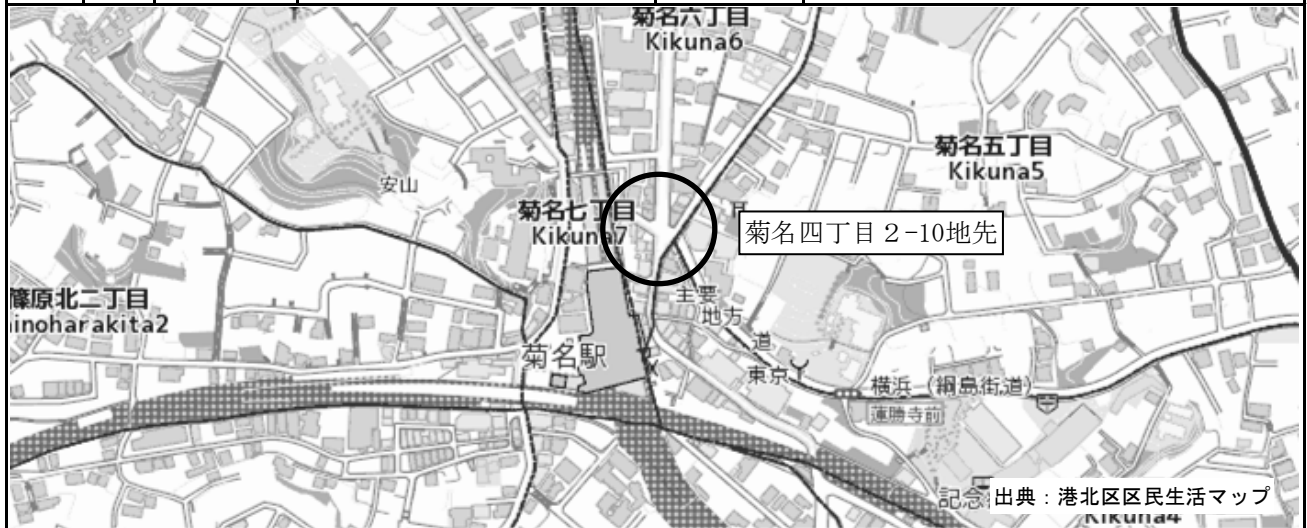 菊名六丁目
Kikuna6
菊名五丁目
Kikuna5
安山
菊名七丁目
Kikuna7
菊名四丁目２-10地先
篠原北二丁目
inoharakita2
主要
地方
道
東京
横浜（綱島街道）
菊名駅
蓮勝寺前
記念
出典：港北区区民生活マップ
Kikuna4